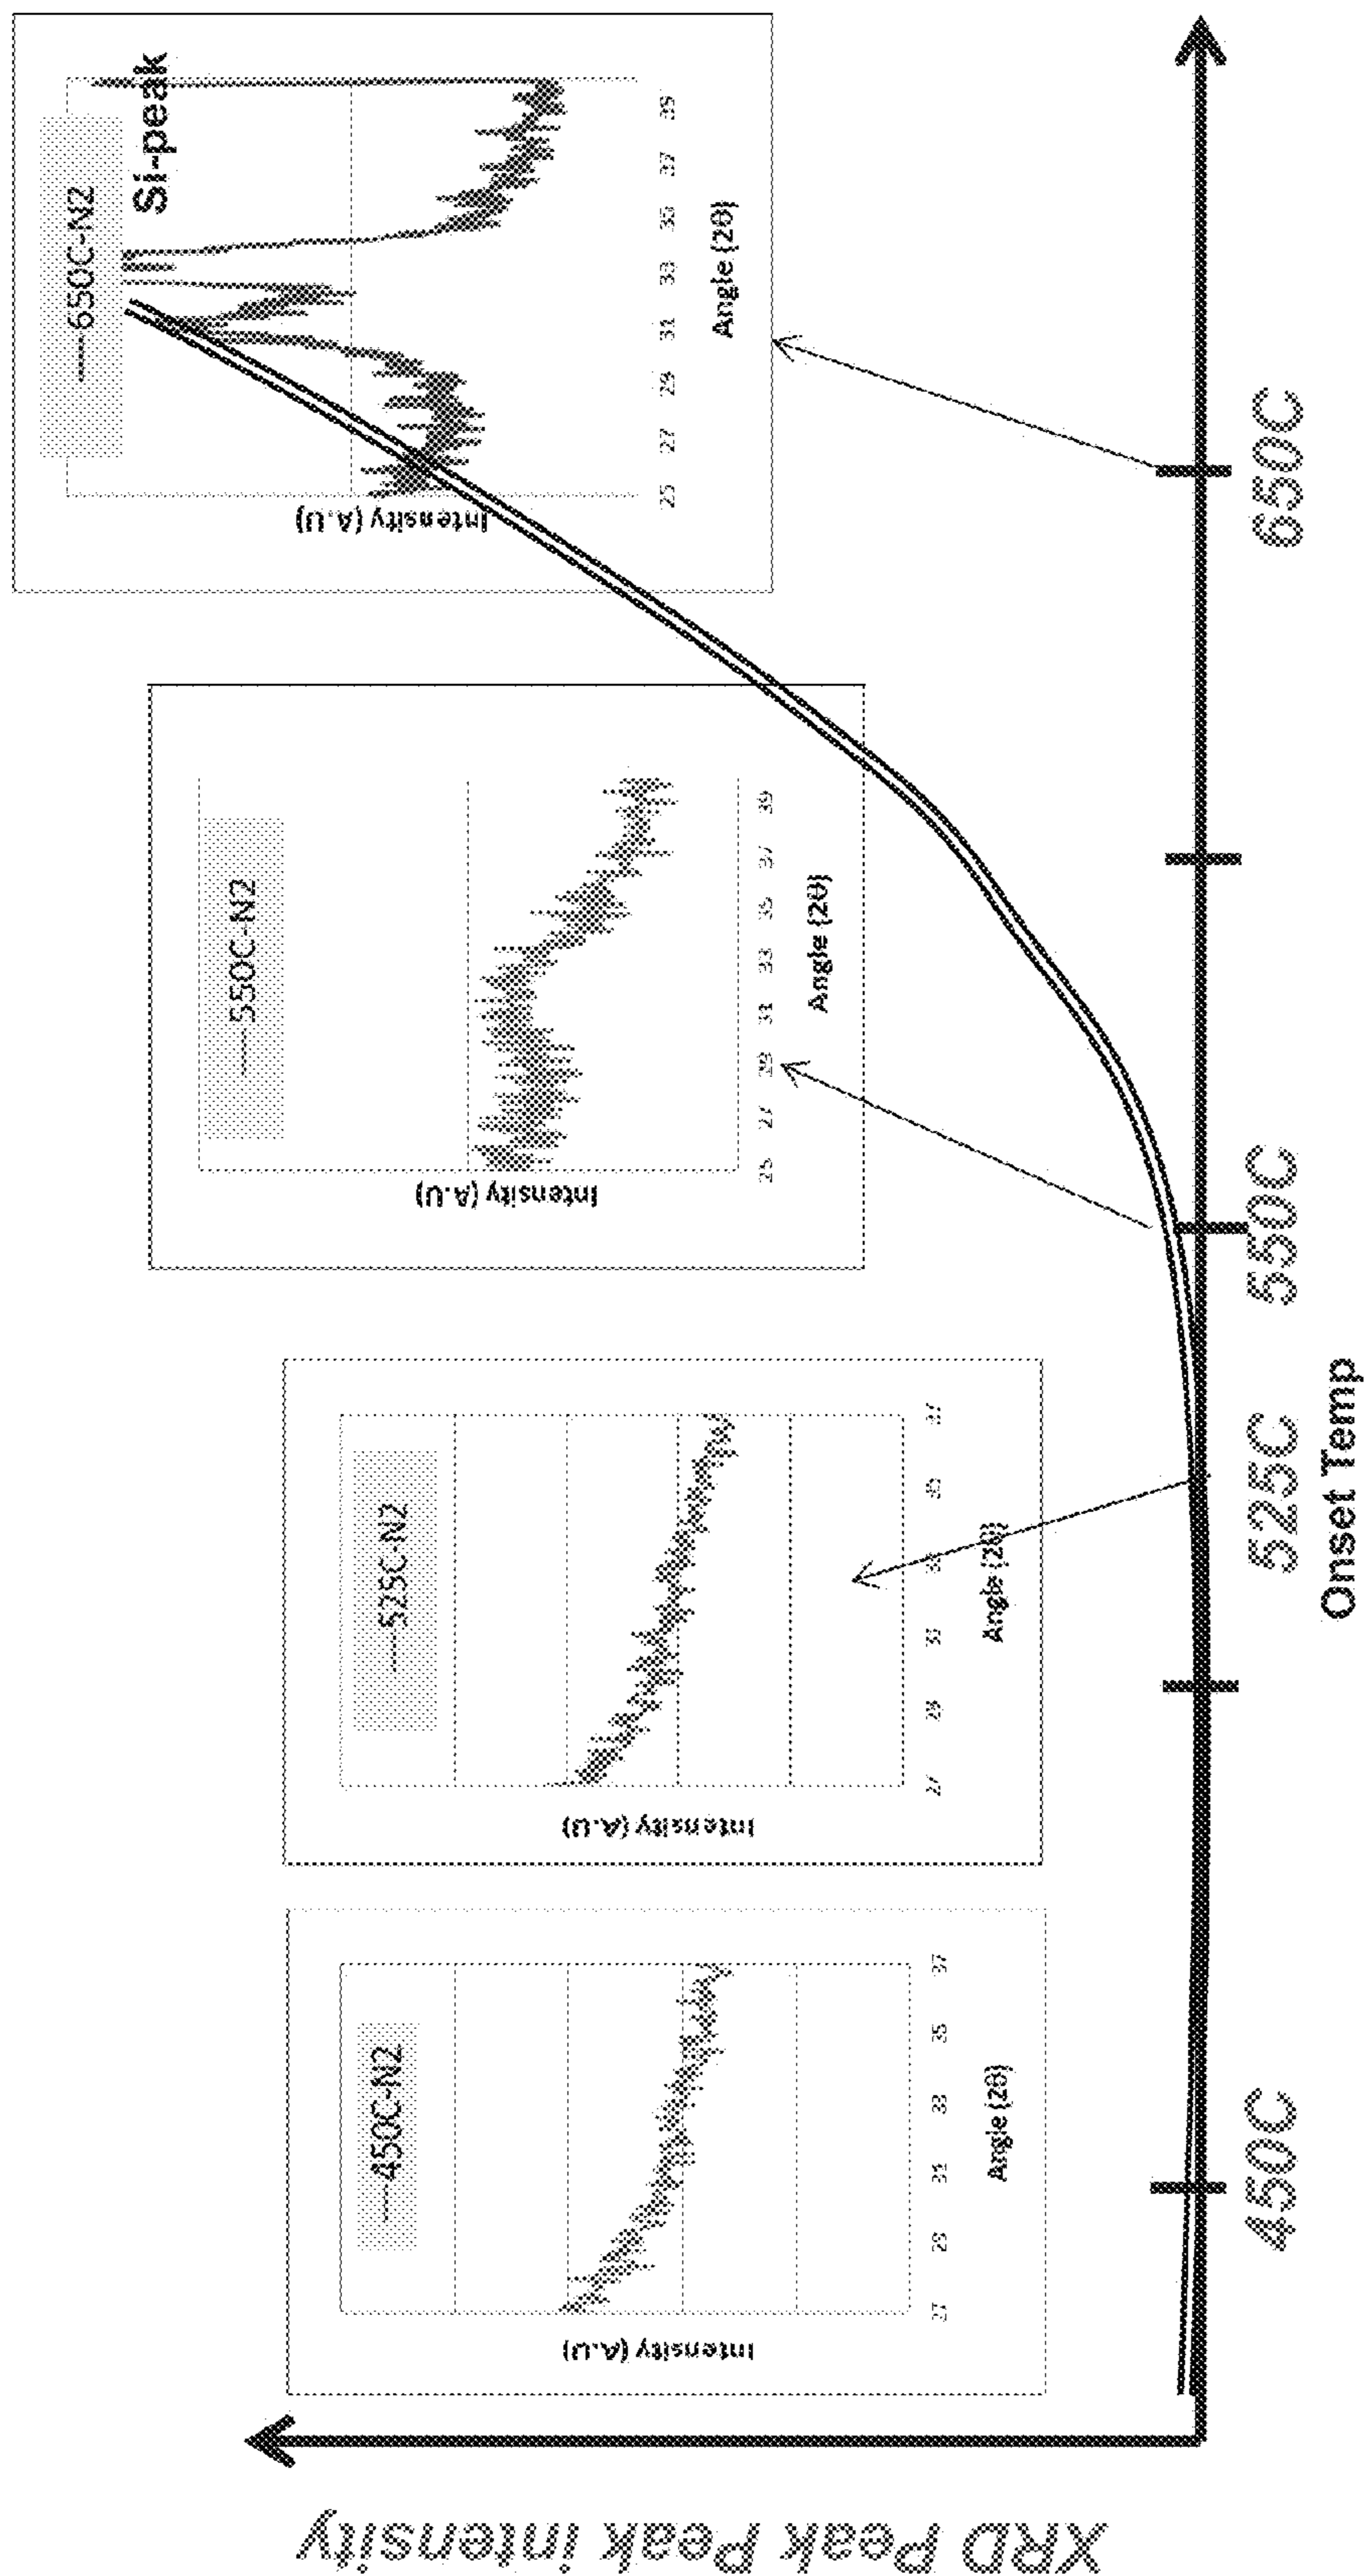 XRD Peak Peak intensity
----450C-N2
Intensity (A.U)
27 29 31 33 35 37
Angle (2θ)
----525C-N2
Intensity (A.U)
27 29 31 33 35 37
Angle (2θ)
----550C-N2
Intensity (A.U)
25 27 29 31 33 35 37 39
Angle (2θ)
----650C-N2
Si-peak
Intensity (A.U)
25 27 29 31 33 35 37 39
Angle (2θ)
450C 525C 550C 650C
Onset Temp